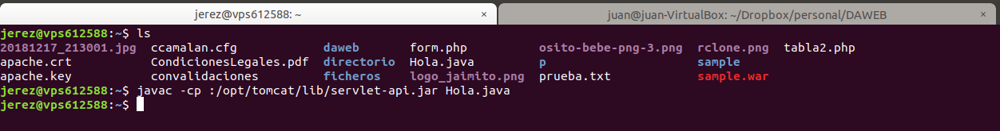 jerez@vps612588: ~ × juan@juan-VirtualBox: ~/Dropbox/personal/DAWEB ×
jerez@vps612588:~$ ls
20181217_213001.jpg ccamalan.cfg daweb form.php osito-bebe-png-3.png rclone.png tabla2.php
apache.crt CondicionesLegales.pdf directorio Hola.java p sample
apache.key convalidaciones ficheros logo_jaimito.png prueba.txt sample.war
jerez@vps612588:~$ javac -cp :/opt/tomcat/lib/servlet-api.jar Hola.java
jerez@vps612588:~$